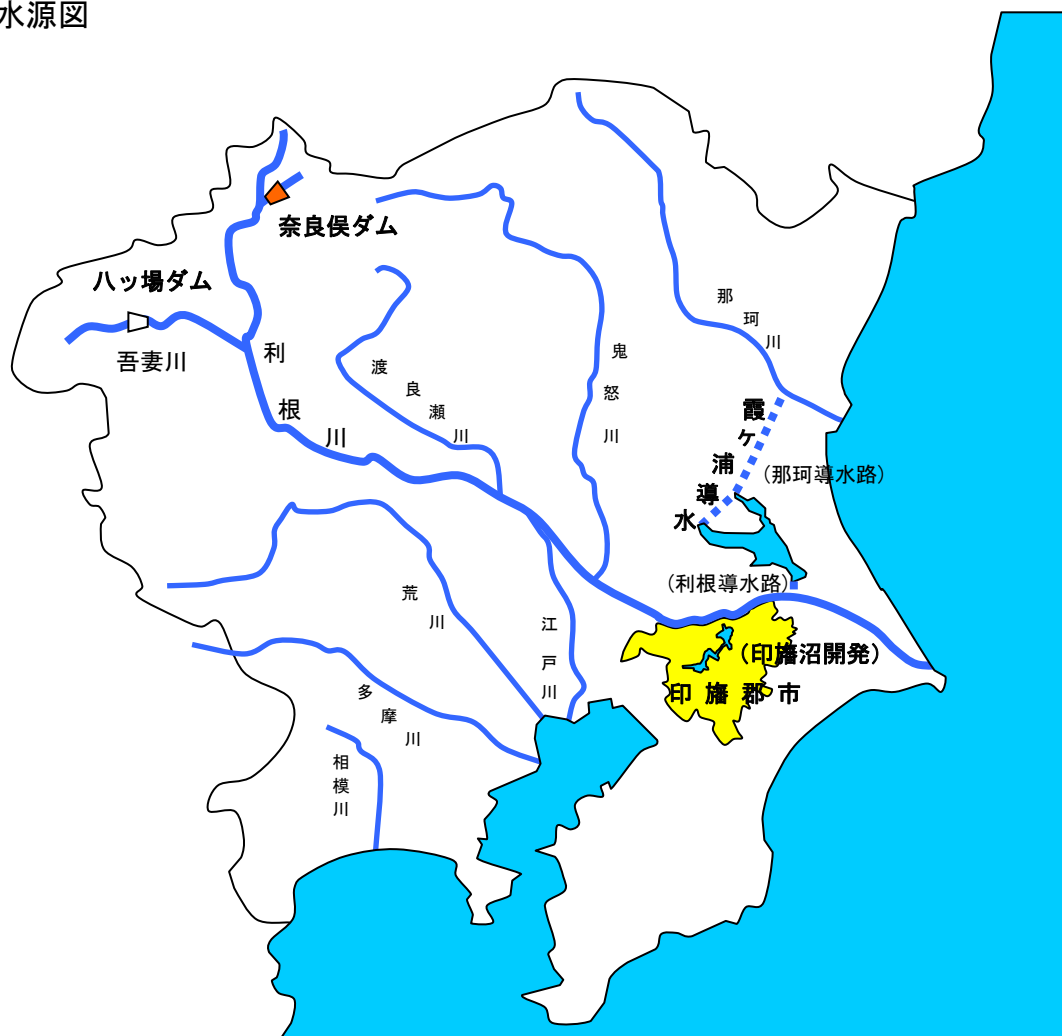 水源図
奈良俣ダム
八ッ場ダム
吾妻川
利根川
渡良瀬川
鬼怒川
那珂川
霞ヶ浦導水
（那珂導水路）
（利根導水路）
荒川
江戸川
（印旛沼開発）
印旛郡市
多摩川
相模川